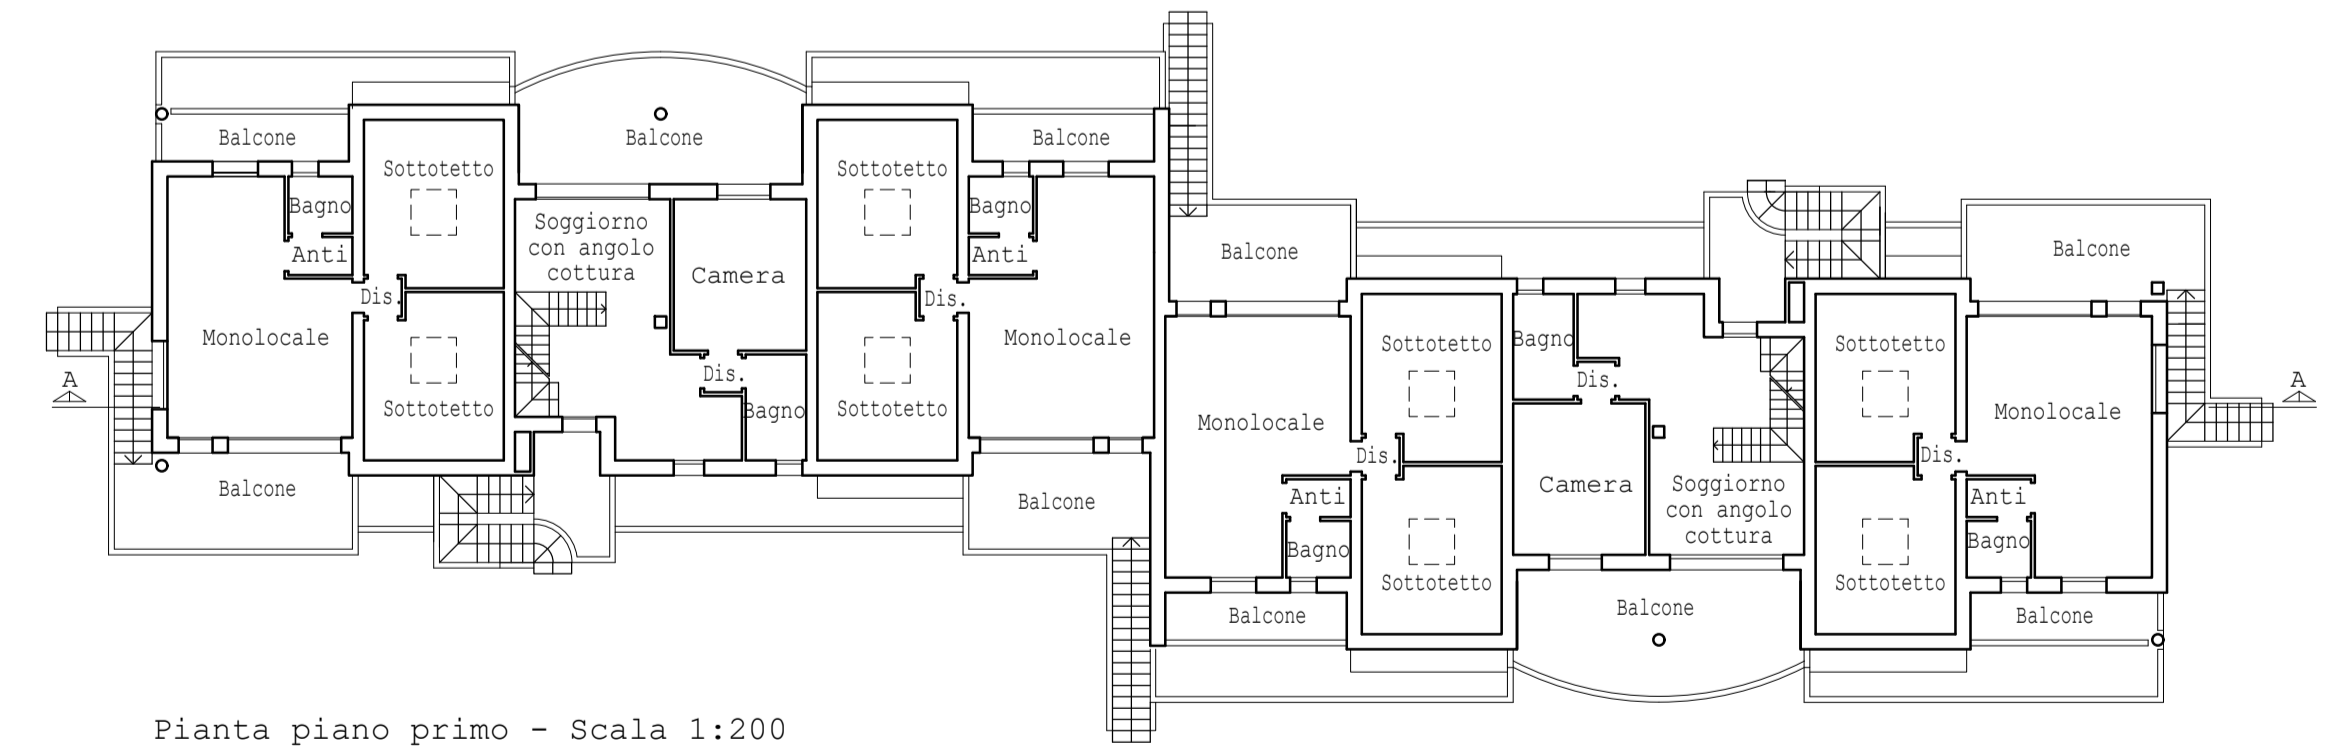 Balcone
Balcone
Balcone
Sottotetto
Sottotetto
Bagno
Bagno
Soggiorno
con angolo
cottura
Anti
Anti
Camera
Dis.
Dis.
Monolocale
Monolocale
Dis.
Sottotetto
Bagno
Sottotetto
A
Balcone
Balcone
Balcone
Balcone
Sottotetto
Bagno
Sottotetto
Dis.
A
Monolocale
Monolocale
Dis.
Dis.
Anti
Camera
Soggiorno
con angolo
cottura
Anti
Bagno
Bagno
Sottotetto
Sottotetto
Balcone
Balcone
Balcone
Pianta piano primo - Scala 1:200